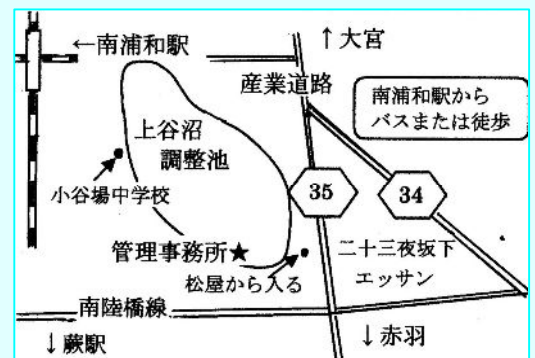 ←南浦和駅
↑大宮
産業道路
南浦和駅から
バスまたは徒歩
上谷沼
調整池
小谷場中学校
35
34
管理事務所★
二十三夜坂下
エッサン
松屋から入る
南陸橋線
↓蕨駅
↓赤羽